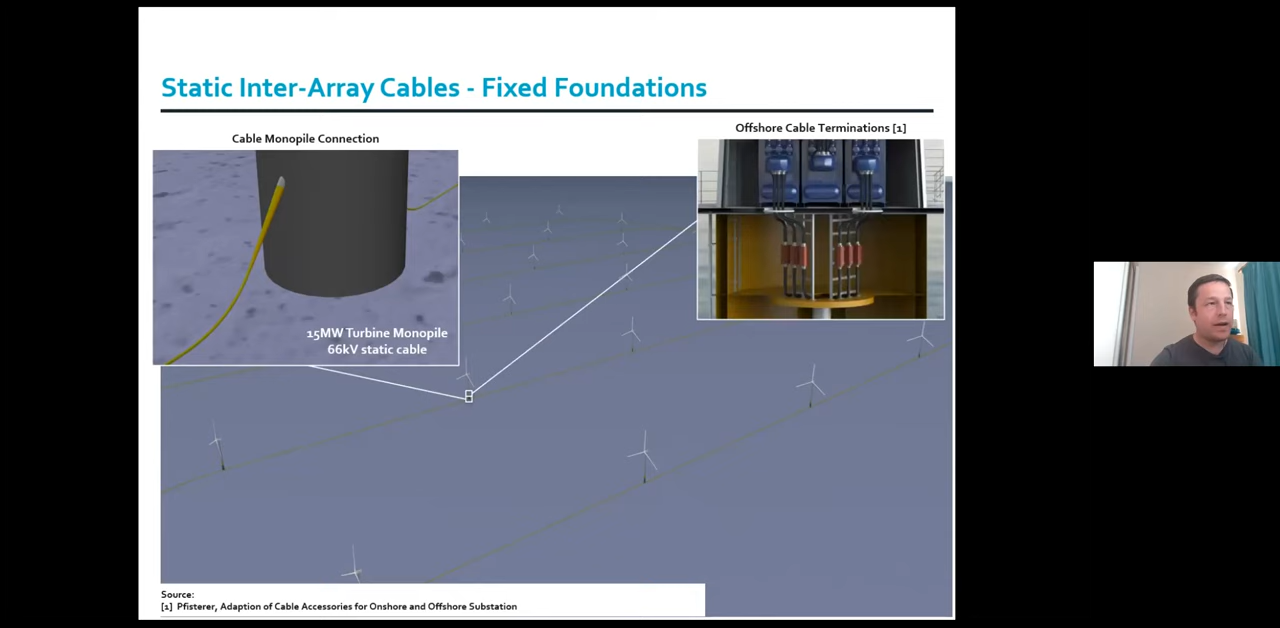 Static Inter-Array Cables - Fixed Foundations
Cable Monopile Connection
Offshore Cable Terminations [1]
15MW Turbine Monopile
66kV static cable
Source:
[1] Pfisterer, Adaption of Cable Accessories for Onshore and Offshore Substation